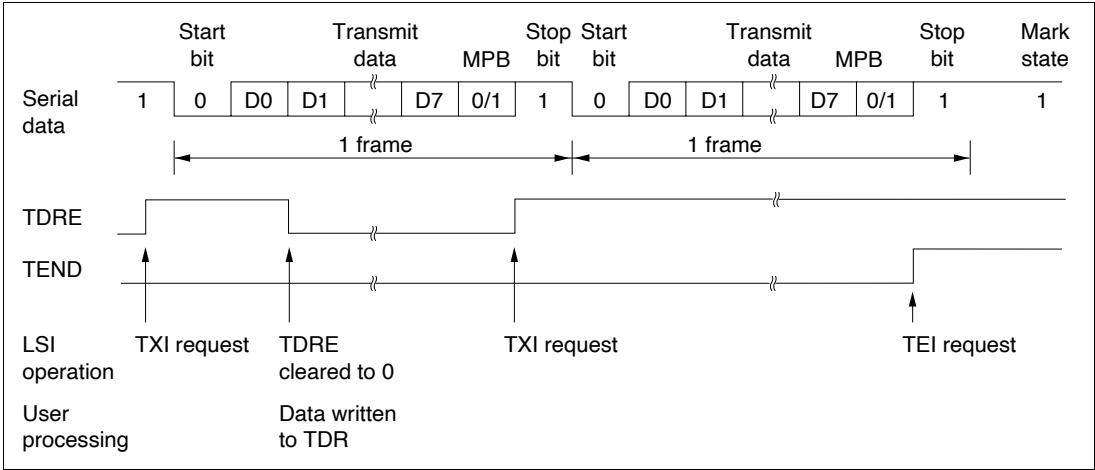 Start Transmit Stop Start Transmit Stop Mark
bit data MPB bit bit data MPB bit state
Serial data 1 0 D0 D1 D7 0/1 1 0 D0 D1 D7 0/1 1 1
1 frame 1 frame
TDRE
TEND
LSI TXI request TDRE TXI request TEI request
operation cleared to 0
User Data written
processing to TDR